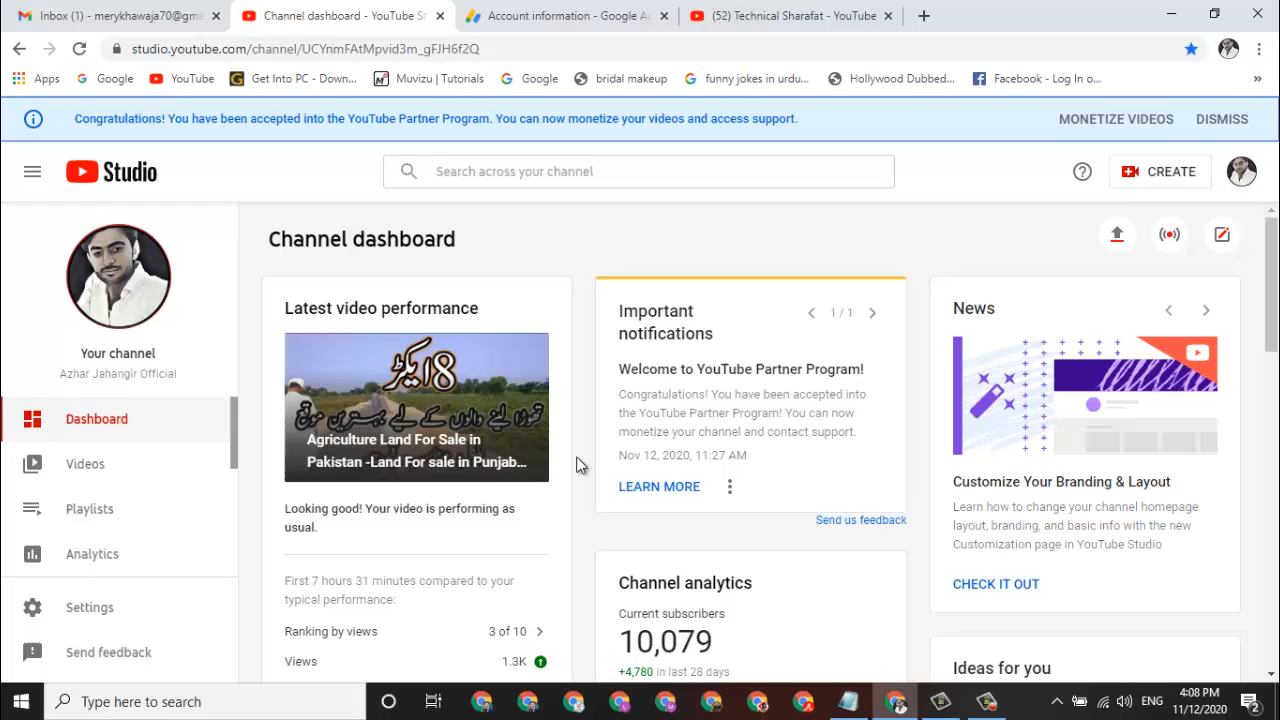 Inbox (1) - merykhawaja70@gma
Channel dashboard - YouTube St
Account information - Google Ac
(52) Technical Sharafat - YouTube
studio.youtube.com/channel/UCYnmFAtMpvid3m_gFJH6f2Q
Apps
Google
YouTube
Get Into PC - Down...
Muvizu | Tutorials
Google
bridal makeup
funny jokes in urdu...
Hollywood Dubbed...
Facebook - Log In o...
»
Congratulations! You have been accepted into the YouTube Partner Program. You can now monetize your videos and access support.
MONETIZE VIDEOS
DISMISS
Studio
Search across your channel
CREATE
Your channel
Azhar Jahangir Official
Dashboard
Videos
Playlists
Analytics
Settings
Send feedback
Channel dashboard
Latest video performance
8ایکڑ
تھوڑا لینے والوں کے لیے بہترین موقع
Agriculture Land For Sale in
Pakistan -Land For sale in Punjab...
Looking good! Your video is performing as
usual.
First 7 hours 31 minutes compared to your
typical performance:
Ranking by views 3 of 10
Views 1.3K
Important
notifications
1 / 1
Welcome to YouTube Partner Program!
Congratulations! You have been accepted into
the YouTube Partner Program! You can now
monetize your channel and contact support.
Nov 12, 2020, 11:27 AM
LEARN MORE
Send us feedback
Channel analytics
Current subscribers
10,079
+4,780 in last 28 days
News
Customize Your Branding & Layout
Learn how to change your channel homepage
layout, branding, and basic info with the new
Customization page in YouTube Studio
CHECK IT OUT
Ideas for you
Type here to search
ENG
4:08 PM
11/12/2020
2